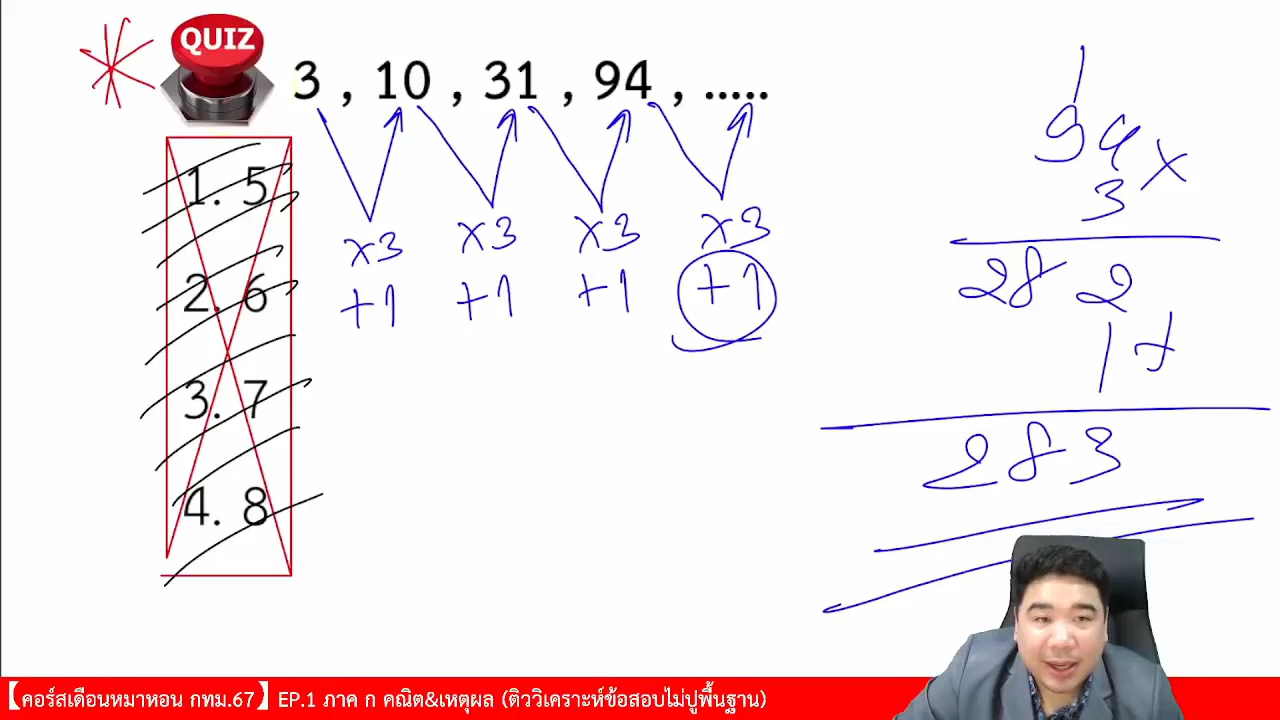 QUIZ
3 , 10 , 31 , 94 , .....
1. 5
2. 6
3. 7
4. 8
x3 x3 x3 x3
+1 +1 +1 +1
94 x
3
282
1 +
283
【คอร์สเดือนหมาหอน กทม.67】 EP.1 ภาค ก คณิต&เหตุผล (ติววิเคราะห์ข้อสอบไม่ปูพื้นฐาน)